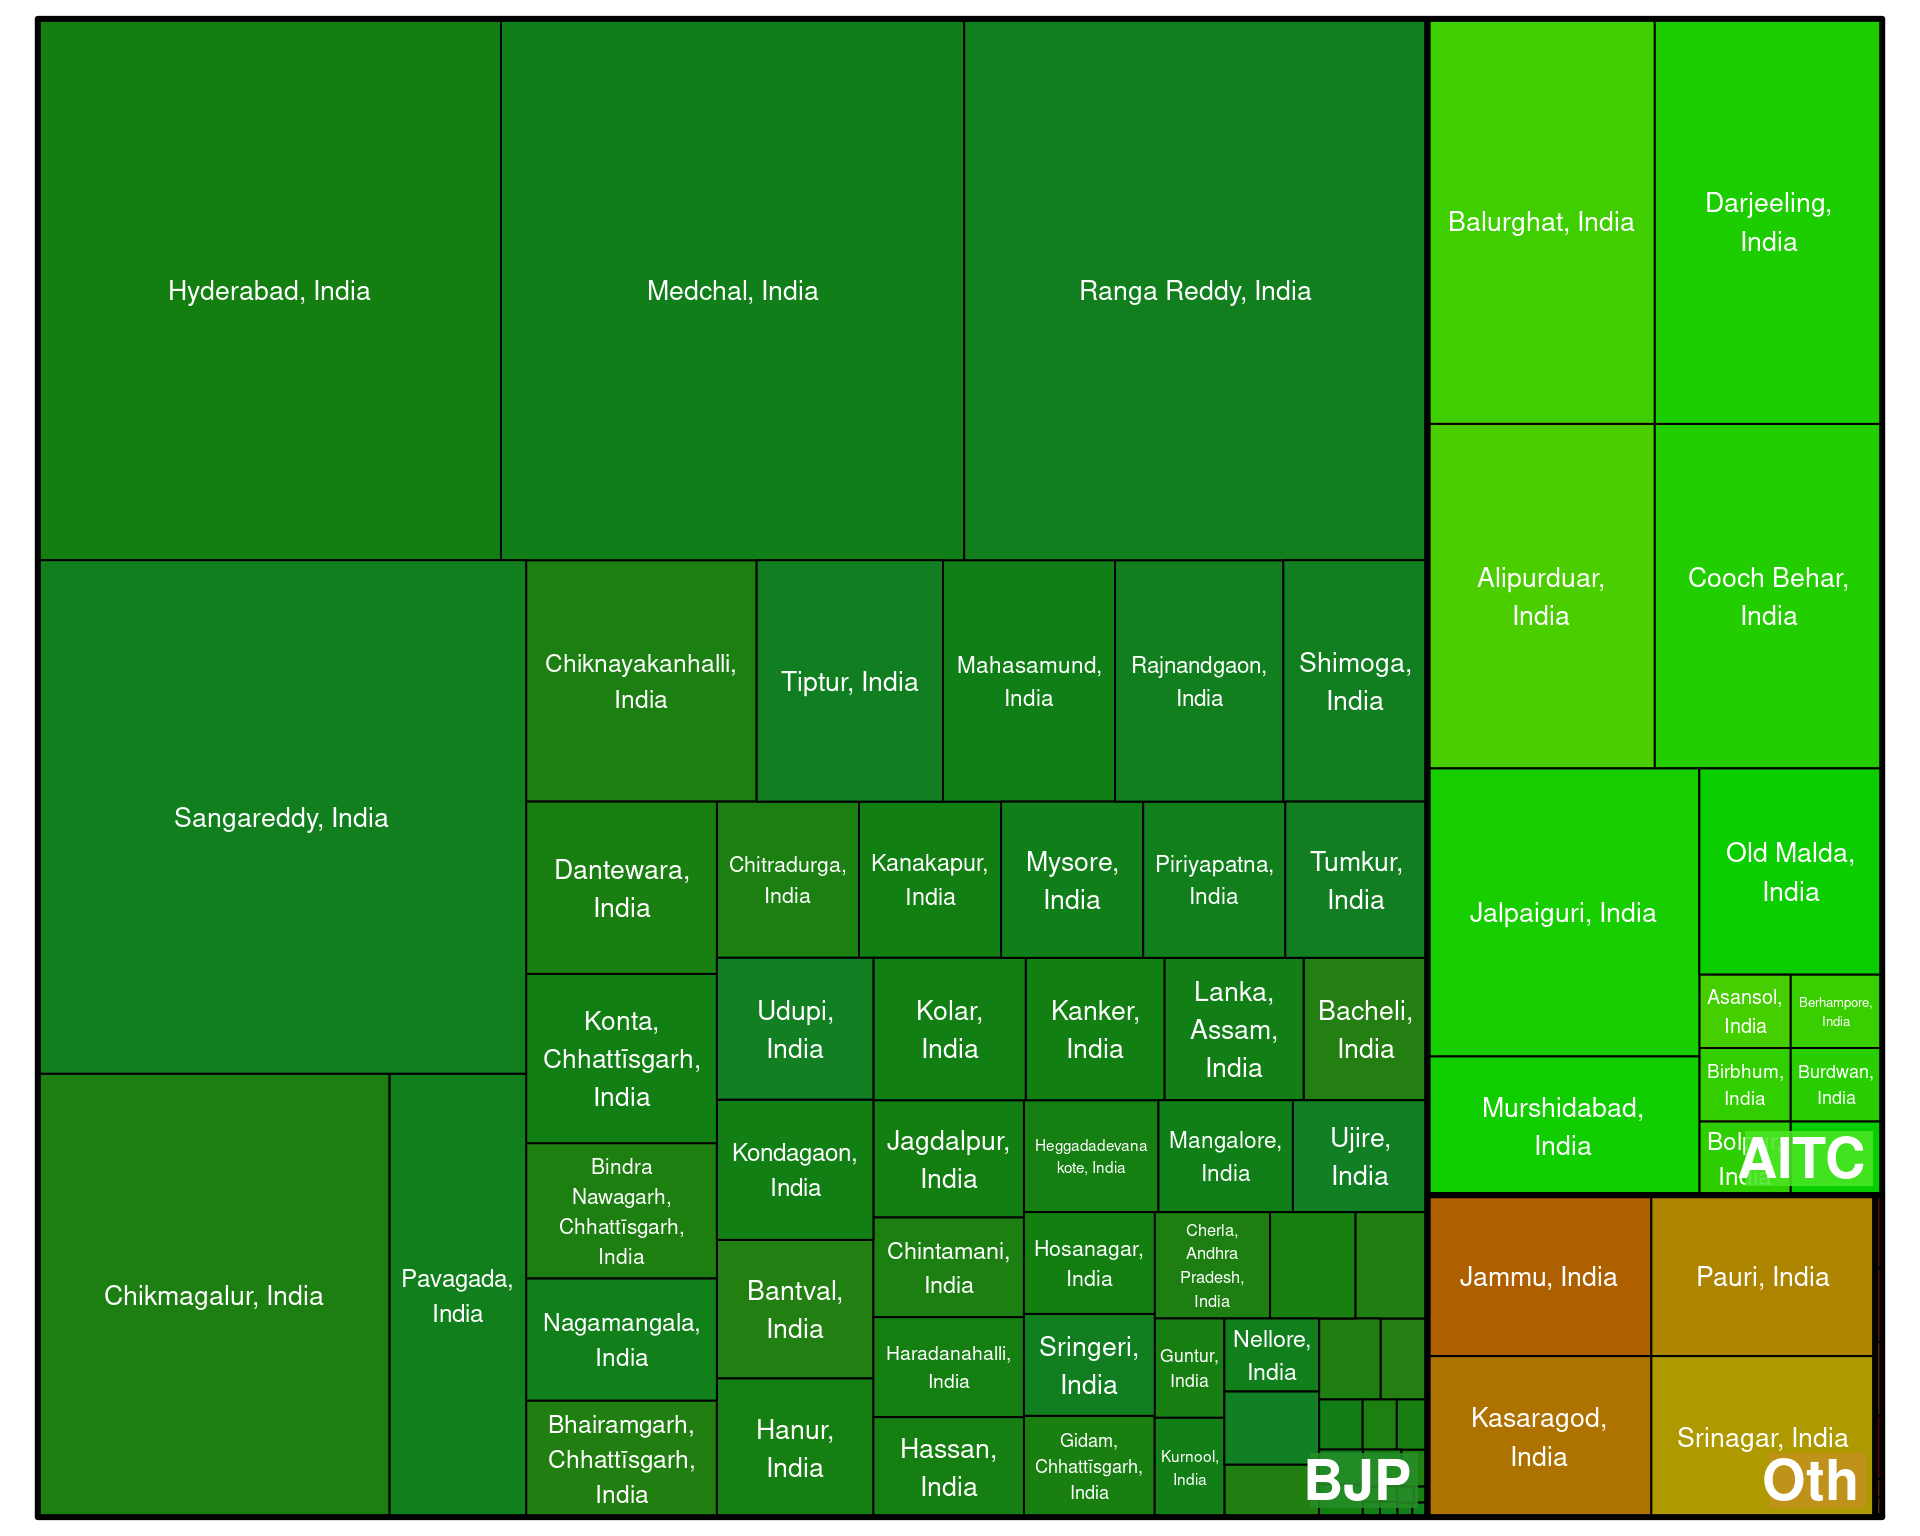 Hyderabad, India
Medchal, India
Ranga Reddy, India
Balurghat, India
Darjeeling,
India
Alipurduar,
India
Cooch Behar,
India
Sangareddy, India
Chiknayakanhalli,
India
Tiptur, India
Mahasamund,
India
Rajnandgaon,
India
Shimoga,
India
Dantewara,
India
Chitradurga,
India
Kanakapur,
India
Mysore,
India
Piriyapatna,
India
Tumkur,
India
Jalpaiguri, India
Old Malda,
India
Konta,
Chhattīsgarh,
India
Udupi,
India
Kolar,
India
Kanker,
India
Lanka,
Assam,
India
Bacheli,
India
Asansol,
India
Berhampore,
India
Birbhum,
India
Burdwan,
India
Murshidabad,
India
AITC
Chikmagalur, India
Pavagada,
India
Bindra
Nawagarh,
Chhattīsgarh,
India
Kondagaon,
India
Jagdalpur,
India
Heggadadevana
kote, India
Mangalore,
India
Ujire,
India
Nagamangala,
India
Bantval,
India
Chintamani,
India
Hosanagar,
India
Cherla,
Andhra
Pradesh,
India
Haradanahalli,
India
Sringeri,
India
Guntur,
India
Nellore,
India
Bhairamgarh,
Chhattīsgarh,
India
Hanur,
India
Hassan,
India
Gidam,
Chhattīsgarh,
India
Kurnool,
India
BJP
Jammu, India
Pauri, India
Kasaragod,
India
Srinagar, India
Oth